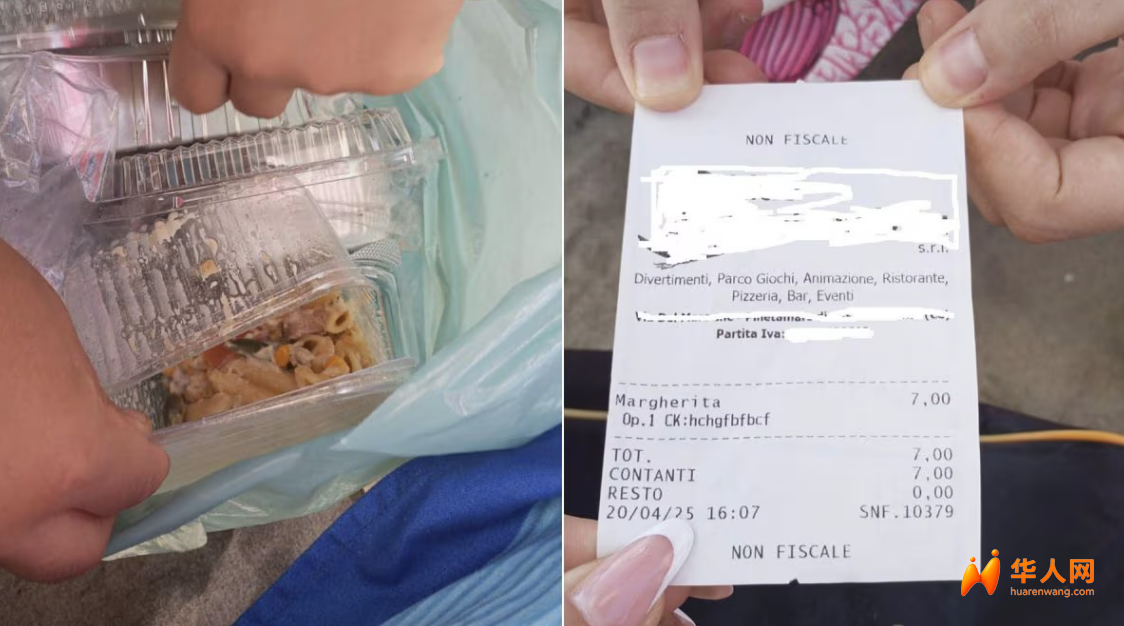 NON FISCALE
s.r.l.
Divertimenti, Parco Giochi, Animazione, Ristorante,
Pizzeria, Bar, Eventi
Partita Iva:
Margherita 7,00
Op.1 CK:hchgfbfbcf
TOT. 7,00
CONTANTI 7,00
RESTO 0,00
20/04/25 16:07 SNF.10379
NON FISCALE
华人网
huarenwang.com